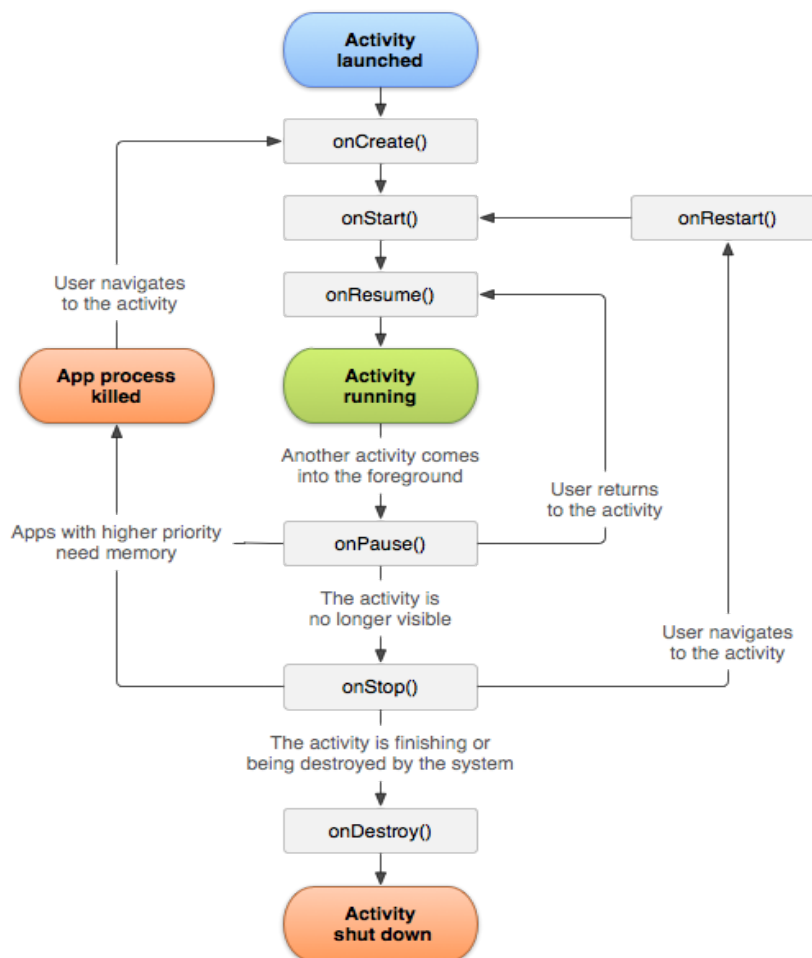 Activity
launched
onCreate()
onStart()
onRestart()
User navigates
to the activity
onResume()
App process
killed
Activity
running
Another activity comes
into the foreground
User returns
to the activity
Apps with higher priority
need memory
onPause()
The activity is
no longer visible
User navigates
to the activity
onStop()
The activity is finishing or
being destroyed by the system
onDestroy()
Activity
shut down